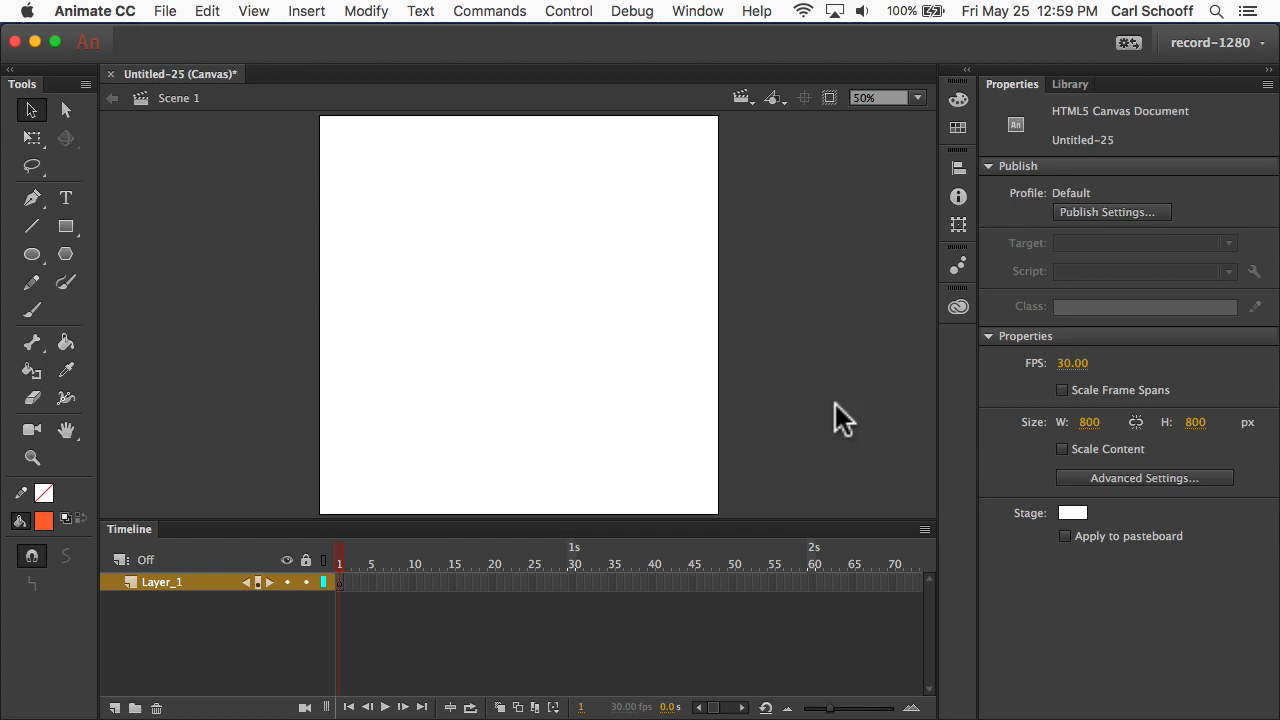 Animate CC File Edit View Insert Modify Text Commands Control Debug Window Help 100% Fri May 25 12:59 PM Carl Schooff
An record-1280
Tools
Untitled-25 (Canvas)*
Scene 1
50%
T
Properties Library
HTML5 Canvas Document
An
Untitled-25
Publish
Profile: Default
Publish Settings...
Target:
Script:
Class:
Properties
FPS: 30.00
Scale Frame Spans
Size: W: 800 H: 800 px
Scale Content
Advanced Settings...
Stage:
Apply to pasteboard
Timeline
1s 2s
Off 1 5 10 15 20 25 30 35 40 45 50 55 60 65 70
Layer_1
1 30.00 fps 0.0 s